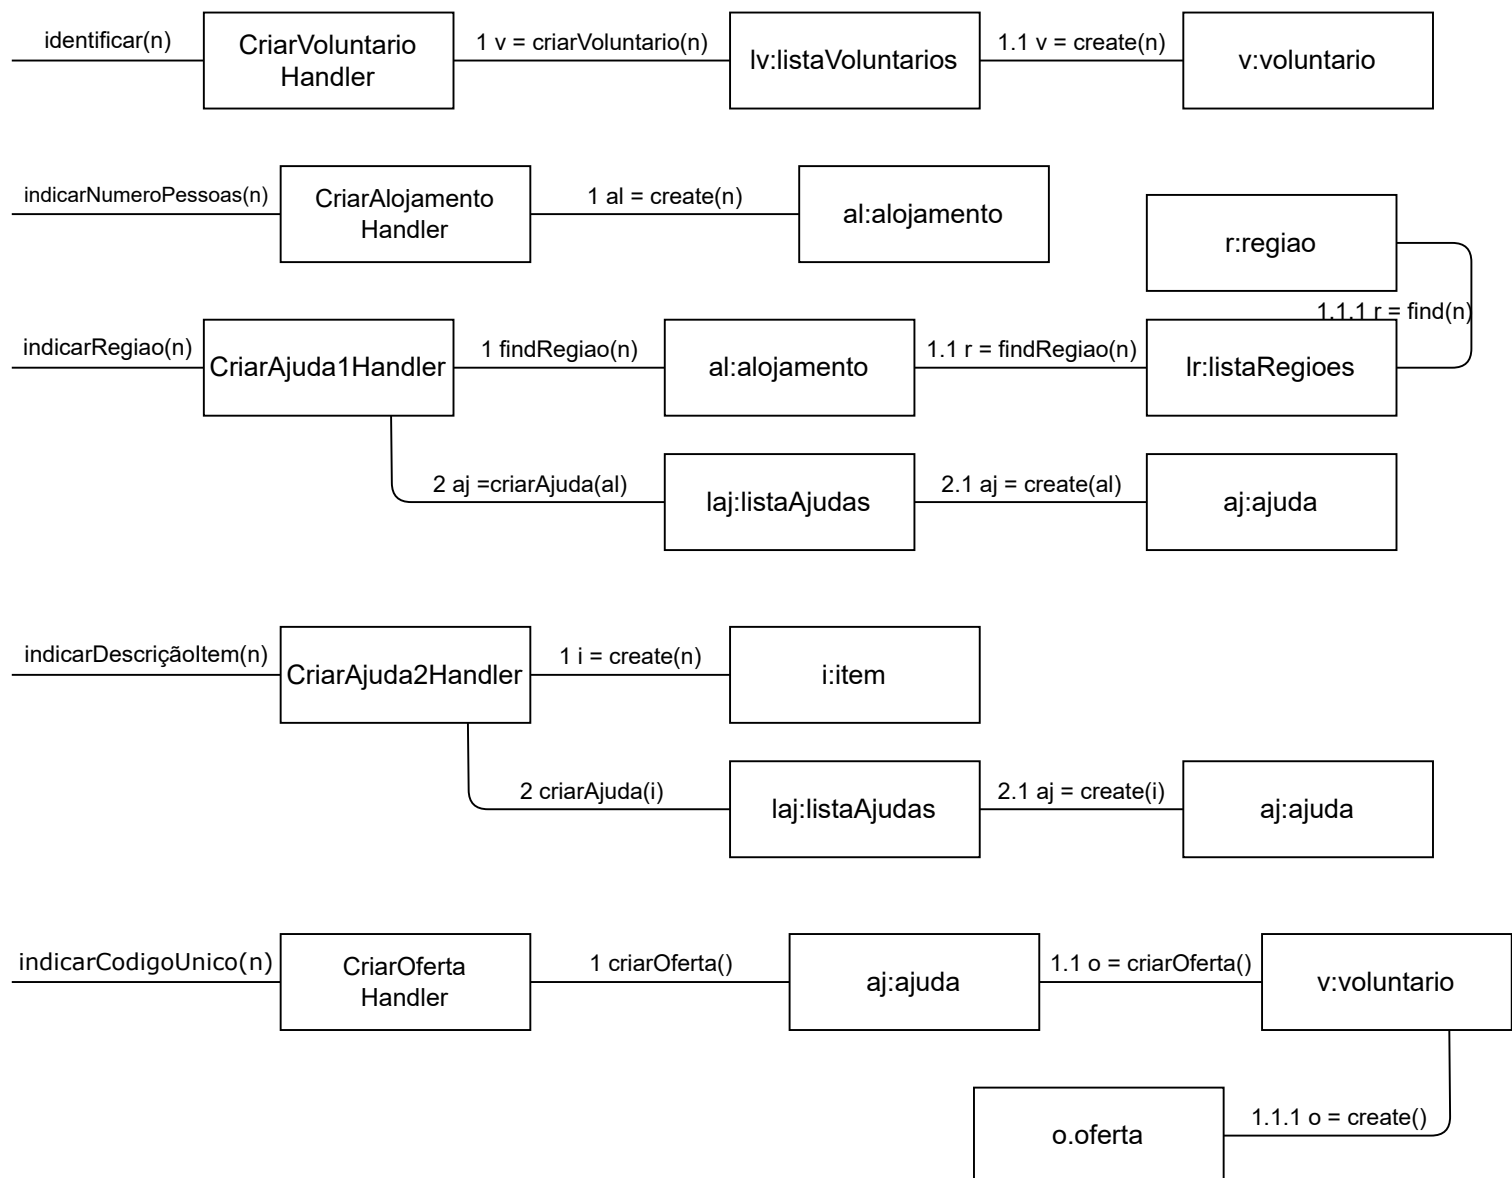 identificar(n)
CriarVoluntario
Handler
1 v = criarVoluntario(n)
lv:listaVoluntarios
1.1 v = create(n)
v:voluntario
indicarNumeroPessoas(n)
CriarAlojamento
Handler
1 al = create(n)
al:alojamento
r:regiao
1.1.1 r = find(n)
indicarRegiao(n)
CriarAjuda1Handler
1 findRegiao(n)
al:alojamento
1.1 r = findRegiao(n)
lr:listaRegioes
2 aj =criarAjuda(al)
laj:listaAjudas
2.1 aj = create(al)
aj:ajuda
indicarDescriçãoItem(n)
CriarAjuda2Handler
1 i = create(n)
i:item
2 criarAjuda(i)
laj:listaAjudas
2.1 aj = create(i)
aj:ajuda
indicarCodigoUnico(n)
CriarOferta
Handler
1 criarOferta()
aj:ajuda
1.1 o = criarOferta()
v:voluntario
o.oferta
1.1.1 o = create()